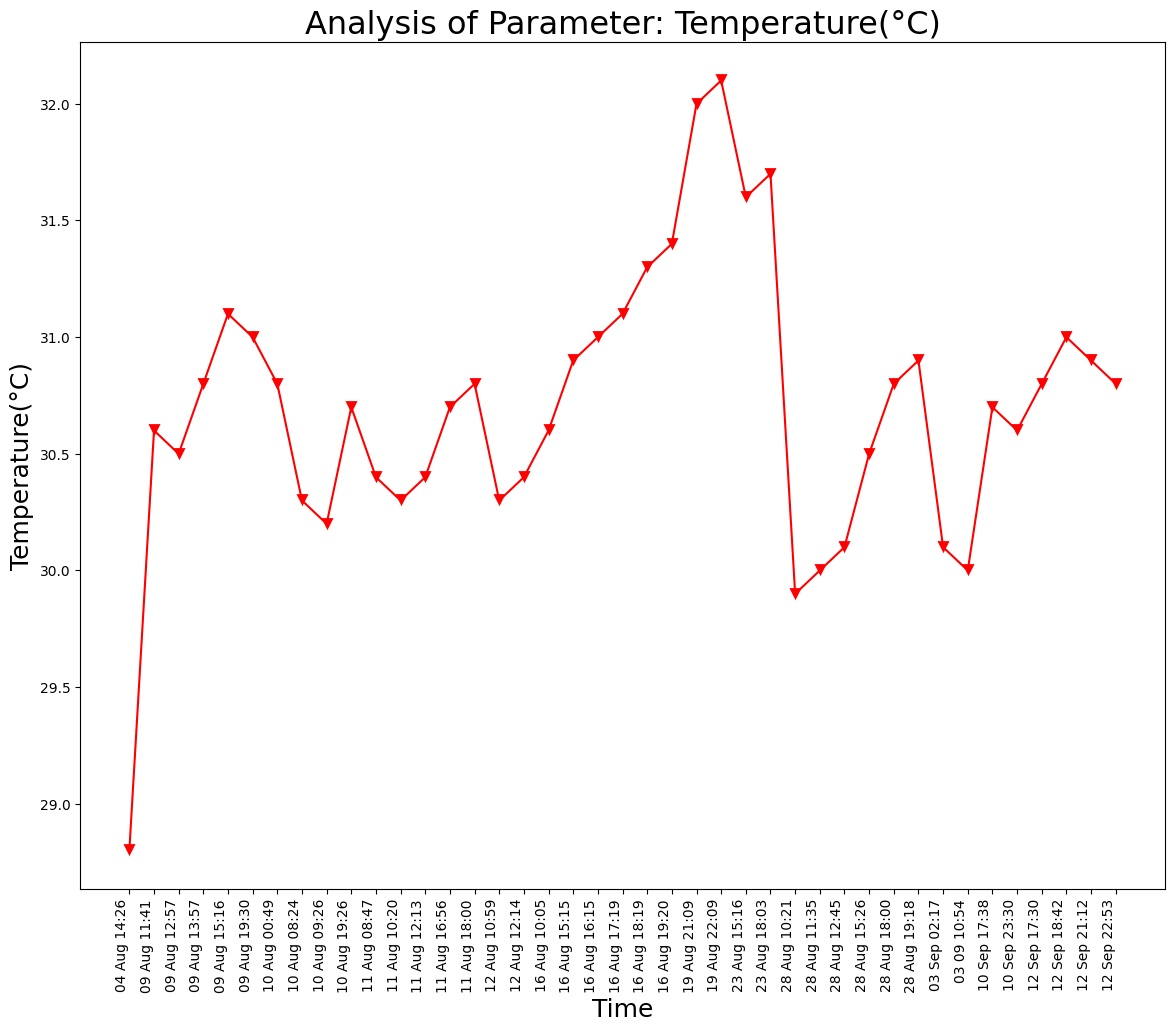 Analysis of Parameter: Temperature(°C)
Temperature(°C)
32.0
31.5
31.0
30.5
30.0
29.5
29.0
04 Aug 14:26
09 Aug 11:41
09 Aug 12:57
09 Aug 13:57
09 Aug 15:16
09 Aug 19:30
10 Aug 00:49
10 Aug 08:24
10 Aug 09:26
10 Aug 19:26
11 Aug 08:47
11 Aug 10:20
11 Aug 12:13
11 Aug 16:56
11 Aug 18:00
12 Aug 10:59
12 Aug 12:14
16 Aug 10:05
16 Aug 15:15
16 Aug 16:15
16 Aug 17:19
16 Aug 18:19
16 Aug 19:20
19 Aug 21:09
19 Aug 22:09
23 Aug 15:16
23 Aug 18:03
28 Aug 10:21
28 Aug 11:35
28 Aug 12:45
28 Aug 15:26
28 Aug 18:00
28 Aug 19:18
03 Sep 02:17
03 09 10:54
10 Sep 17:38
10 Sep 23:30
12 Sep 17:30
12 Sep 18:42
12 Sep 21:12
12 Sep 22:53
Time